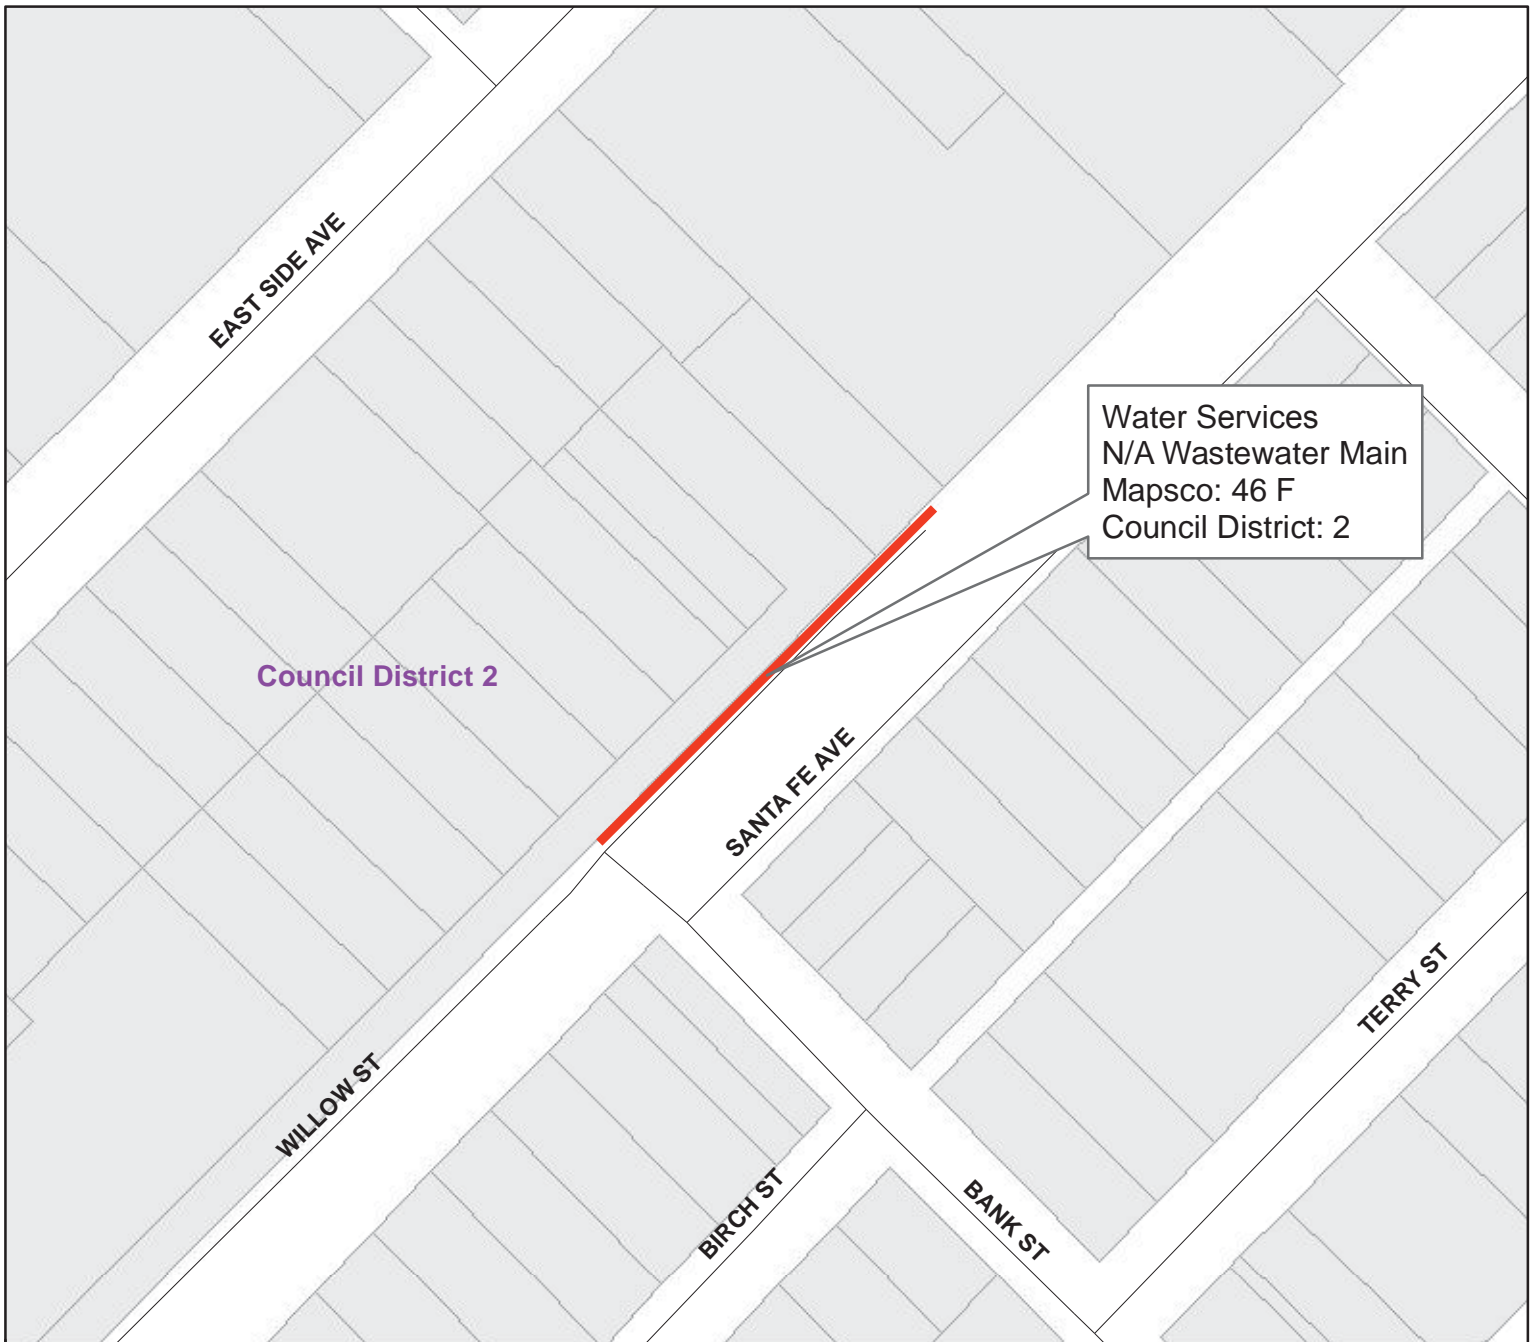 EAST SIDE AVE
Water Services
N/A Wastewater Main
Mapsco: 46 F
Council District: 2
Council District 2
SANTA FE AVE
TERRY ST
WILLOW ST
BIRCH ST
BANK ST